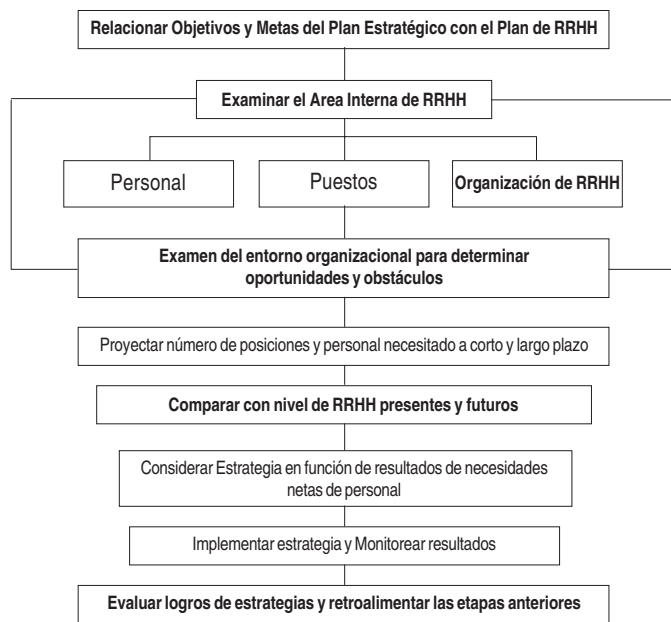 Relacionar Objetivos y Metas del Plan Estratégico con el Plan de RRHH
Examinar el Area Interna de RRHH
Personal
Puestos
Organización de RRHH
Examen del entorno organizacional para determinar
oportunidades y obstáculos
Proyectar número de posiciones y personal necesitado a corto y largo plazo
Comparar con nivel de RRHH presentes y futuros
Considerar Estrategia en función de resultados de necesidades
netas de personal
Implementar estrategia y Monitorear resultados
Evaluar logros de estrategias y retroalimentar las etapas anteriores